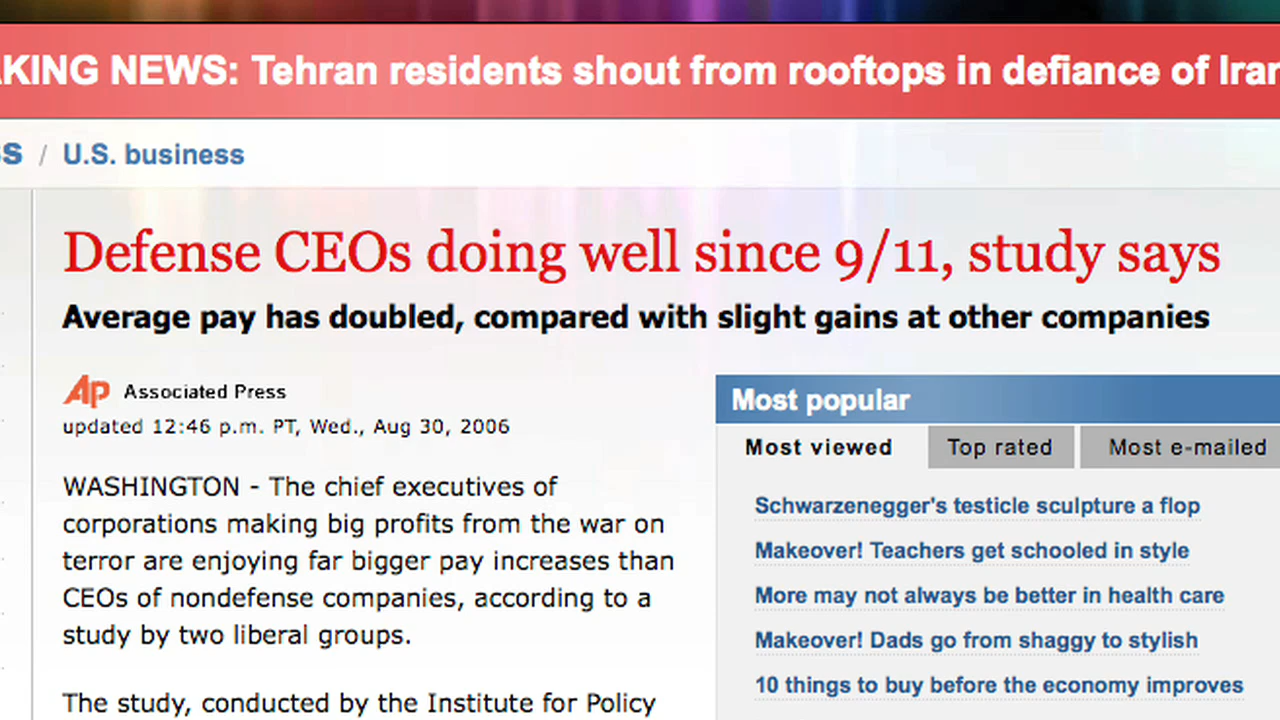 AKING NEWS: Tehran residents shout from rooftops in defiance of Iran
SS / U.S. business
Defense CEOs doing well since 9/11, study says
Average pay has doubled, compared with slight gains at other companies
AP Associated Press
updated 12:46 p.m. PT, Wed., Aug 30, 2006
WASHINGTON - The chief executives of
corporations making big profits from the war on
terror are enjoying far bigger pay increases than
CEOs of nondefense companies, according to a
study by two liberal groups.
The study, conducted by the Institute for Policy
Most popular
Most viewed Top rated Most e-mailed
Schwarzenegger's testicle sculpture a flop
Makeover! Teachers get schooled in style
More may not always be better in health care
Makeover! Dads go from shaggy to stylish
10 things to buy before the economy improves